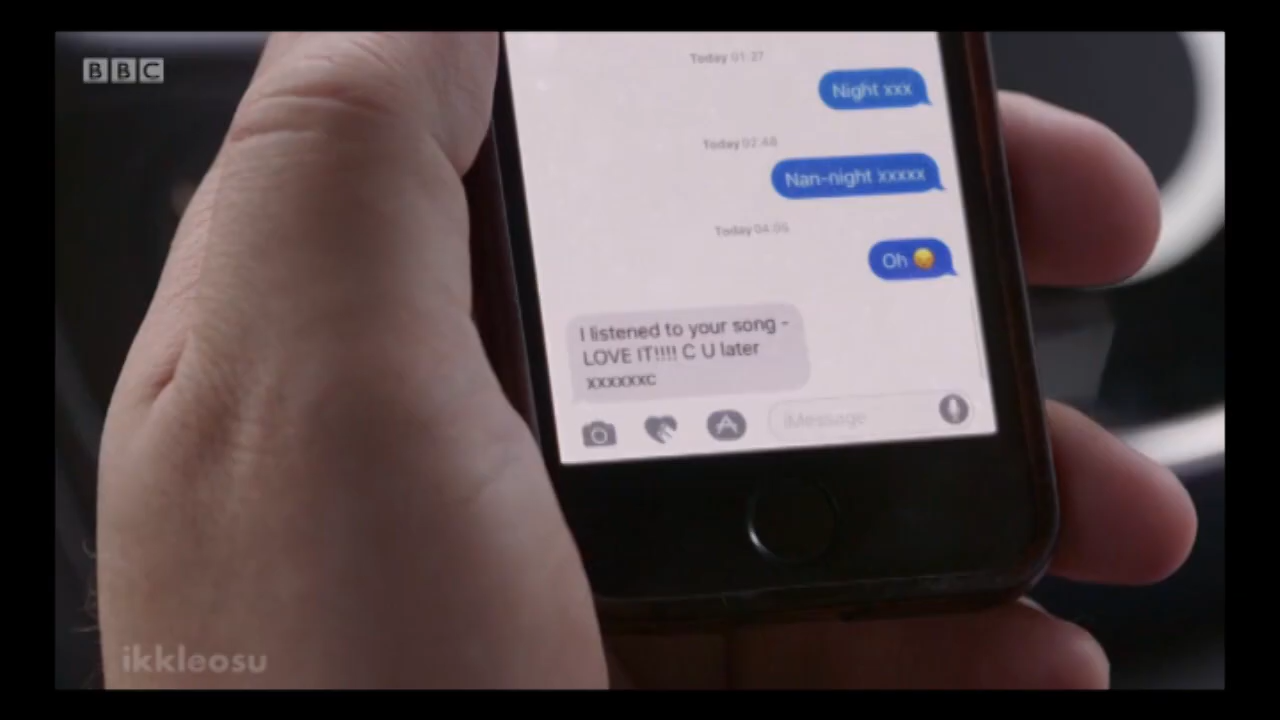 BBC
Today 01:37
Night xxx
Today 02:48
Nan-night xxxxx
Today 04:05
Oh
I listened to your song -
LOVE IT!!!! C U later
xxxxxxc
iMessage
ikkleosu